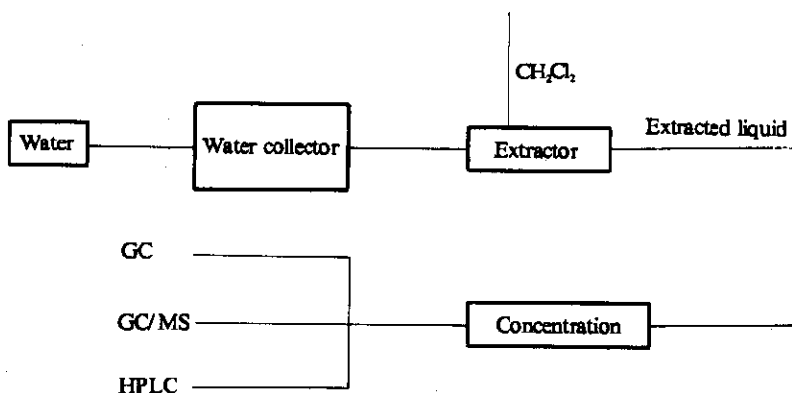 CH₂Cl₂
Water
Water collector
Extractor
Extracted liquid
GC
GC/MS
Concentration
HPLC